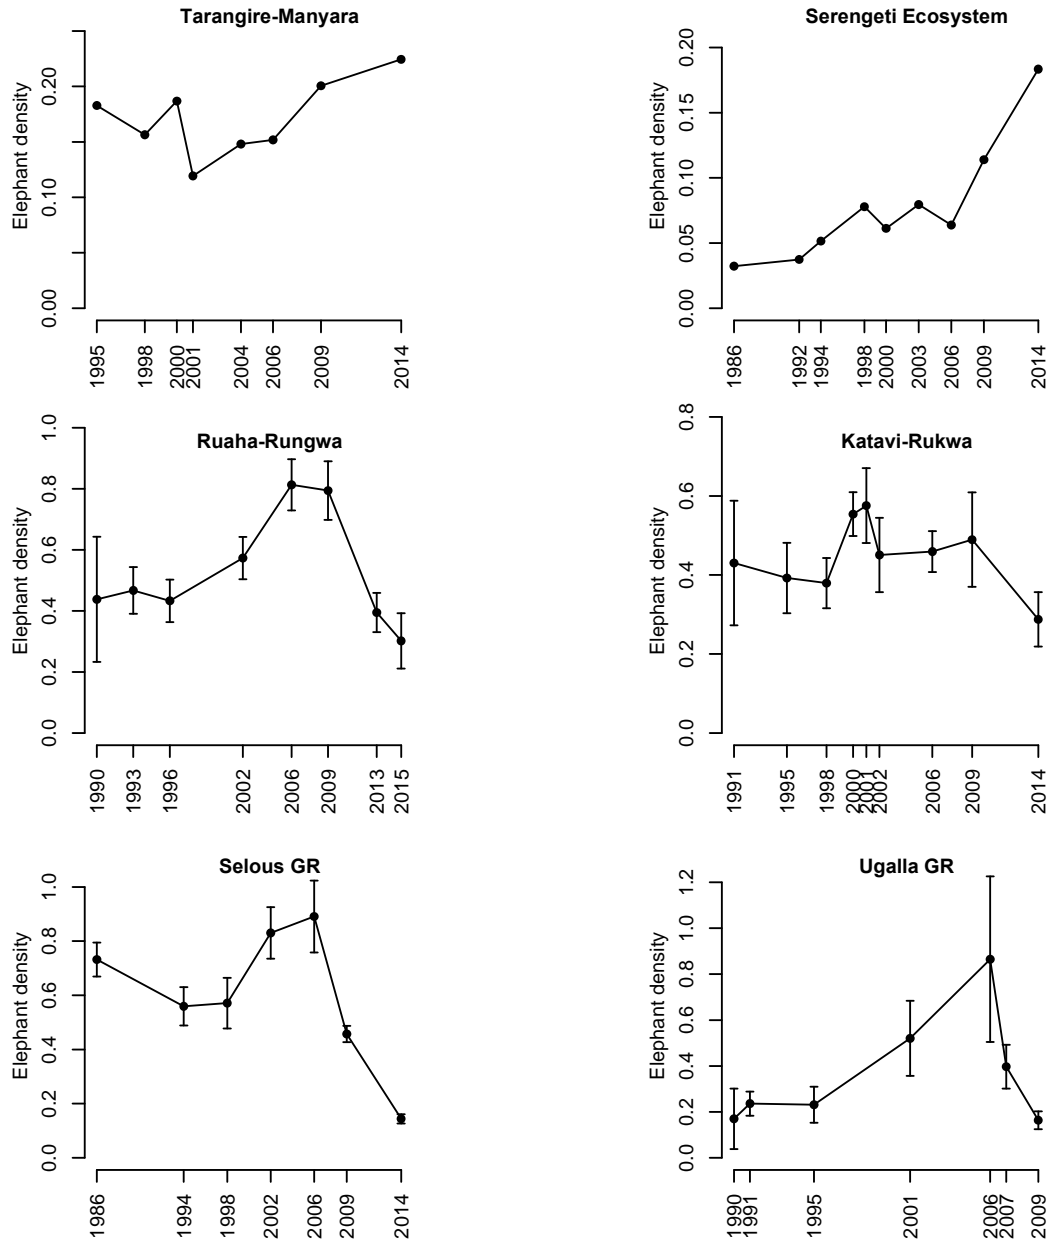 Tarangire-Manyara
Elephant density
0.00 0.10 0.20
1995 1998 2000 2001 2004 2006 2009 2014
Serengeti Ecosystem
Elephant density
0.00 0.05 0.10 0.15 0.20
1986 1992 1994 1998 2000 2003 2006 2009 2014
Ruaha-Rungwa
Elephant density
0.0 0.2 0.4 0.6 0.8 1.0
1990 1993 1996 2002 2006 2009 2013 2015
Katavi-Rukwa
Elephant density
0.0 0.2 0.4 0.6 0.8
1991 1995 1998 2000 2001 2002 2006 2009 2014
Selous GR
Elephant density
0.0 0.2 0.4 0.6 0.8 1.0
1986 1994 1998 2002 2006 2009 2014
Ugalla GR
Elephant density
0.0 0.2 0.4 0.6 0.8 1.0 1.2
1990 1991 1995 2001 2006 2007 2009